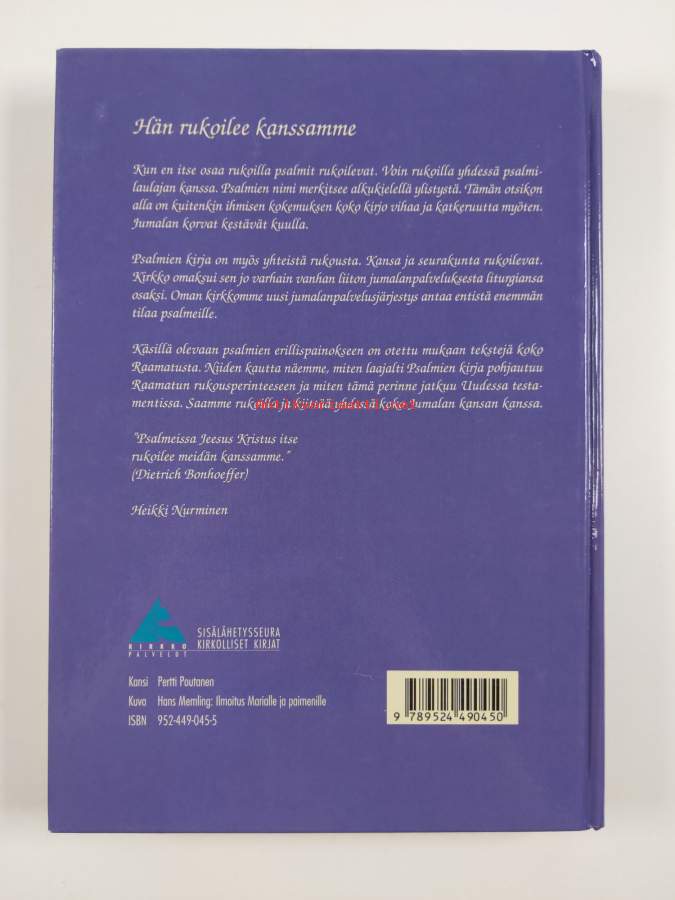 Hän rukoilee kanssamme
Kun en itse osaa rukoilla psalmit rukoilevat. Voin rukoilla yhdessä psalmi-
laulajan kanssa. Psalmien nimi merkitsee alkukielellä ylistystä. Tämän otsikon
alla on kuitenkin ihmisen kokemuksen koko kirjo vihaa ja katkeruutta myöten.
Jumalan korvat kestävät kuulla.
Psalmien kirja on myös yhteistä rukousta. Kansa ja seurakunta rukoilevat.
Kirkko omaksui sen jo varhain vanhan liiton jumalanpalveluksesta liturgiansa
osaksi. Oman kirkkomme uusi jumalanpalvelusjärjestys antaa entistä enemmän
tilaa psalmeille.
Käsillä olevaan psalmien erillispainokseen on otettu mukaan tekstejä koko
Raamatusta. Niiden kautta näemme, miten laajalti Psalmien kirja pohjautuu
Raamatun rukousperinteeseen ja miten tämä perinne jatkuu Uudessa testa-
mentissa. Saamme rukoilla ja kiittää yhdessä koko Jumalan kansan kanssa.
"Psalmeissa Jeesus Kristus itse
rukoilee meidän kanssamme."
(Dietrich Bonhoeffer)
Heikki Nurminen
KIRKKO
PALVELUT
SISÄLÄHETYSSEURA
KIRKOLLISET KIRJAT
Kansi Pertti Poutanen
Kuva Hans Memling: Ilmoitus Marialle ja paimenille
ISBN 952-449-045-5
9 789524 490450